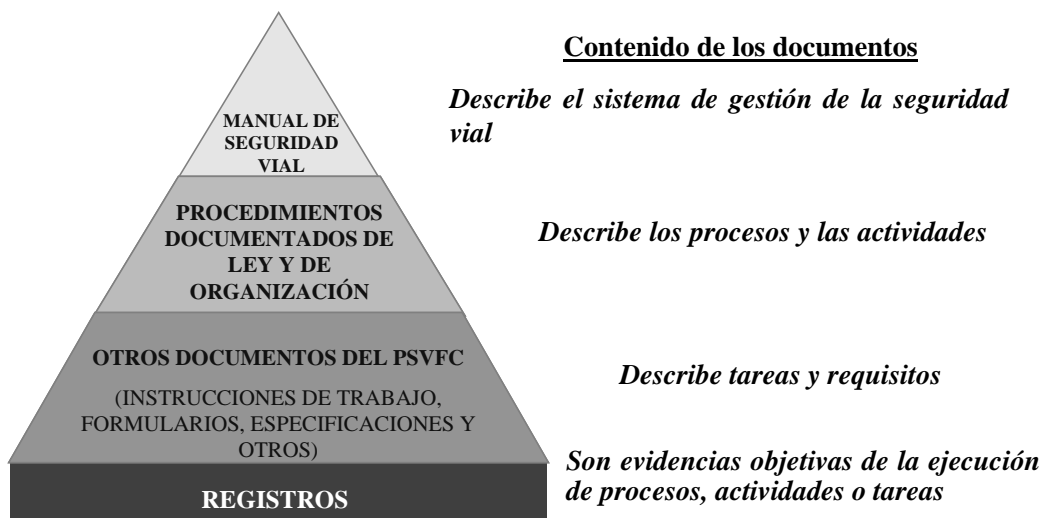 Contenido de los documentos
MANUAL DE
SEGURIDAD
VIAL
Describe el sistema de gestión de la seguridad
vial
PROCEDIMIENTOS
DOCUMENTADOS DE
LEY Y DE
ORGANIZACIÓN
Describe los procesos y las actividades
OTROS DOCUMENTOS DEL PSVFC
(INSTRUCCIONES DE TRABAJO,
FORMULARIOS, ESPECIFICACIONES Y
OTROS)
Describe tareas y requisitos
REGISTROS
Son evidencias objetivas de la ejecución
de procesos, actividades o tareas